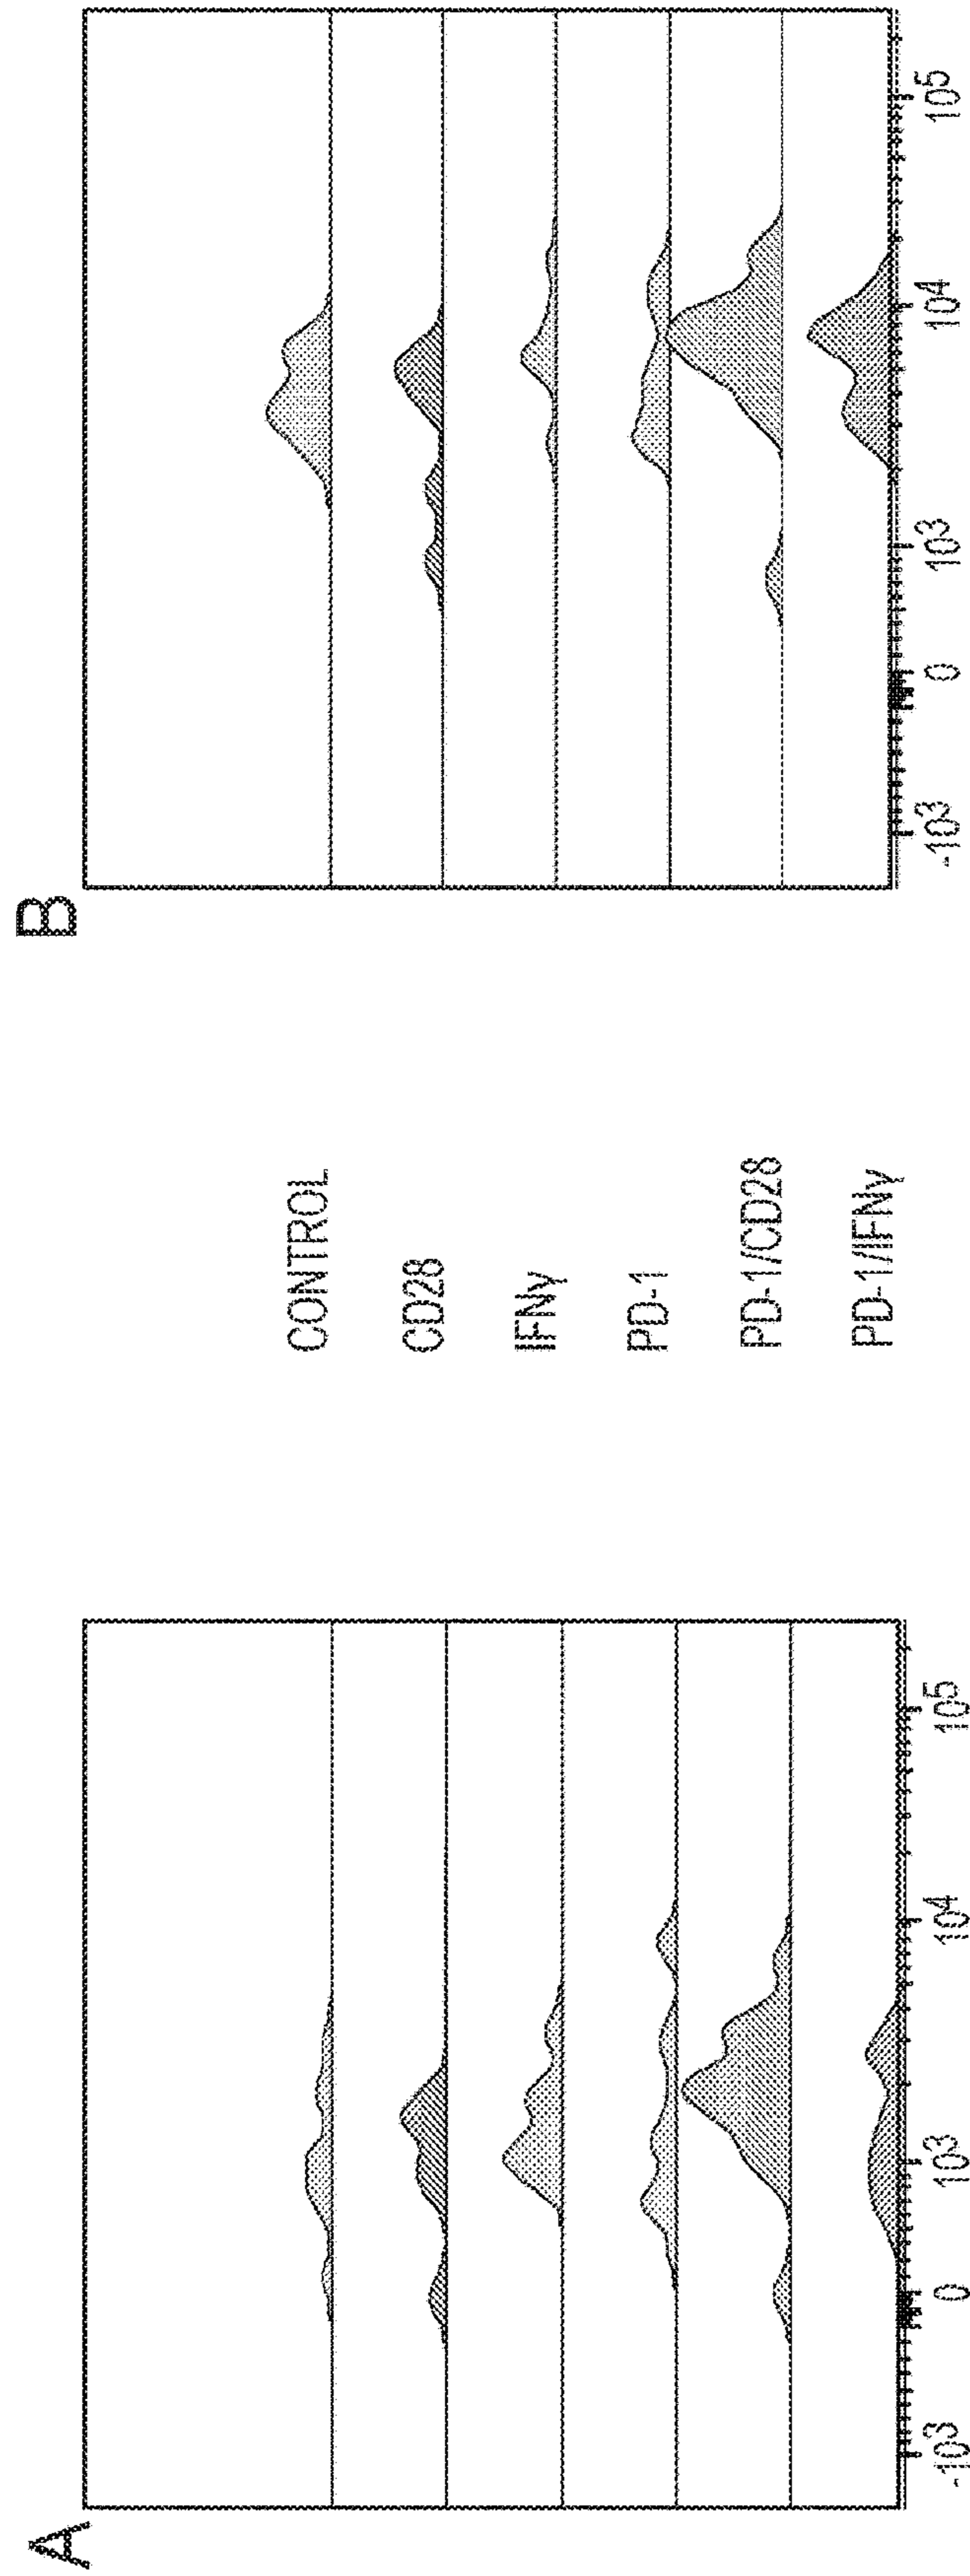 A
-10³ 0 10³ 10⁴ 10⁵
CONTROL
CD28
IFNγ
PD-1
PD-1/CD28
PD-1/IFNγ
B
-10³ 0 10³ 10⁴ 10⁵